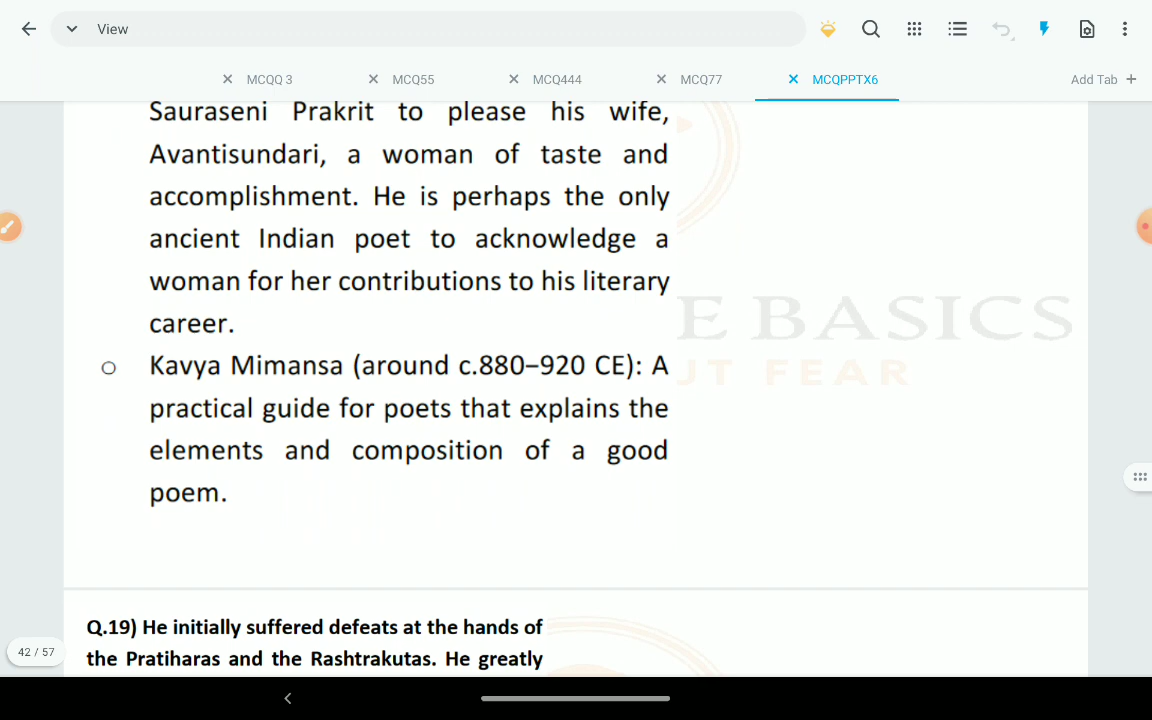 View
MCQQ 3
MCQ55
MCQ444
MCQ77
MCQPPTX6
Add Tab
Sauraseni Prakrit to please his wife,
Avantisundari, a woman of taste and
accomplishment. He is perhaps the only
ancient Indian poet to acknowledge a
woman for her contributions to his literary
career.
Kavya Mimansa (around c.880–920 CE): A
practical guide for poets that explains the
elements and composition of a good
poem.
E BASICS
UT FEAR
Q.19) He initially suffered defeats at the hands of
the Pratiharas and the Rashtrakutas. He greatly
42 / 57